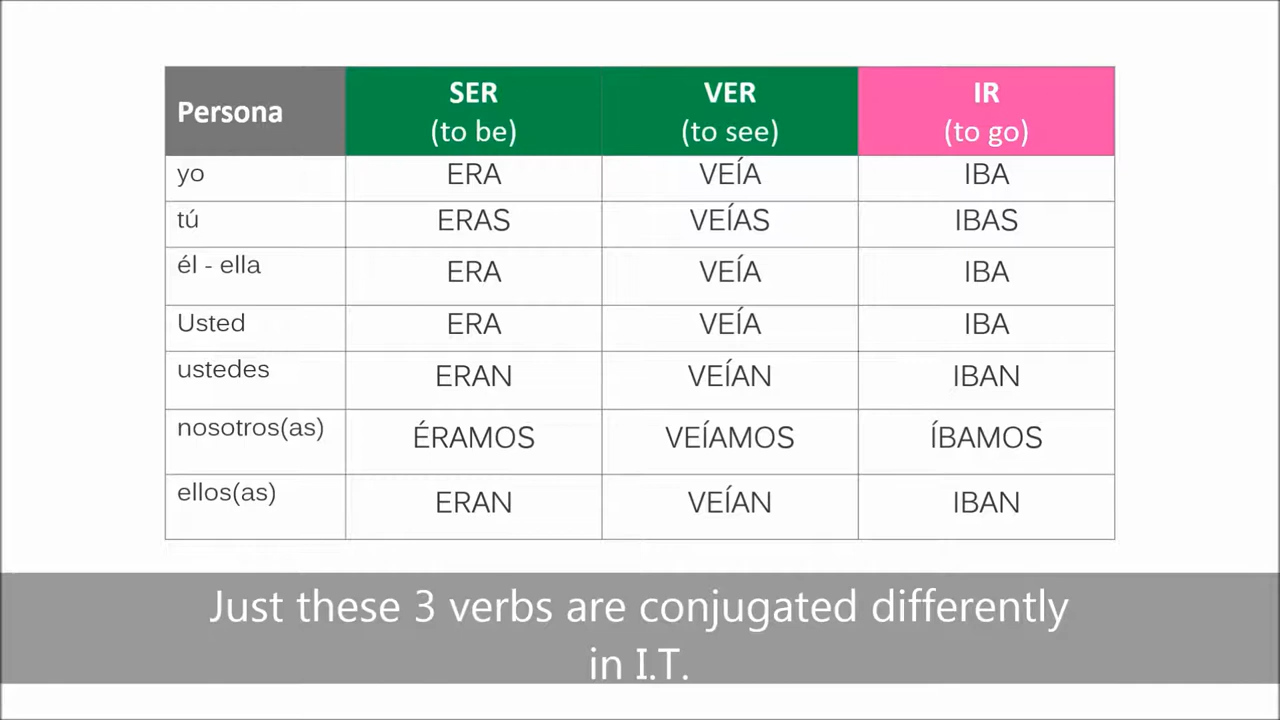 Persona SER VER IR
(to be) (to see) (to go)
yo ERA VEÍA IBA
tú ERAS VEÍAS IBAS
él - ella ERA VEÍA IBA
Usted ERA VEÍA IBA
ustedes ERAN VEÍAN IBAN
nosotros(as) ÉRAMOS VEÍAMOS ÍBAMOS
ellos(as) ERAN VEÍAN IBAN
Just these 3 verbs are conjugated differently
in I.T.